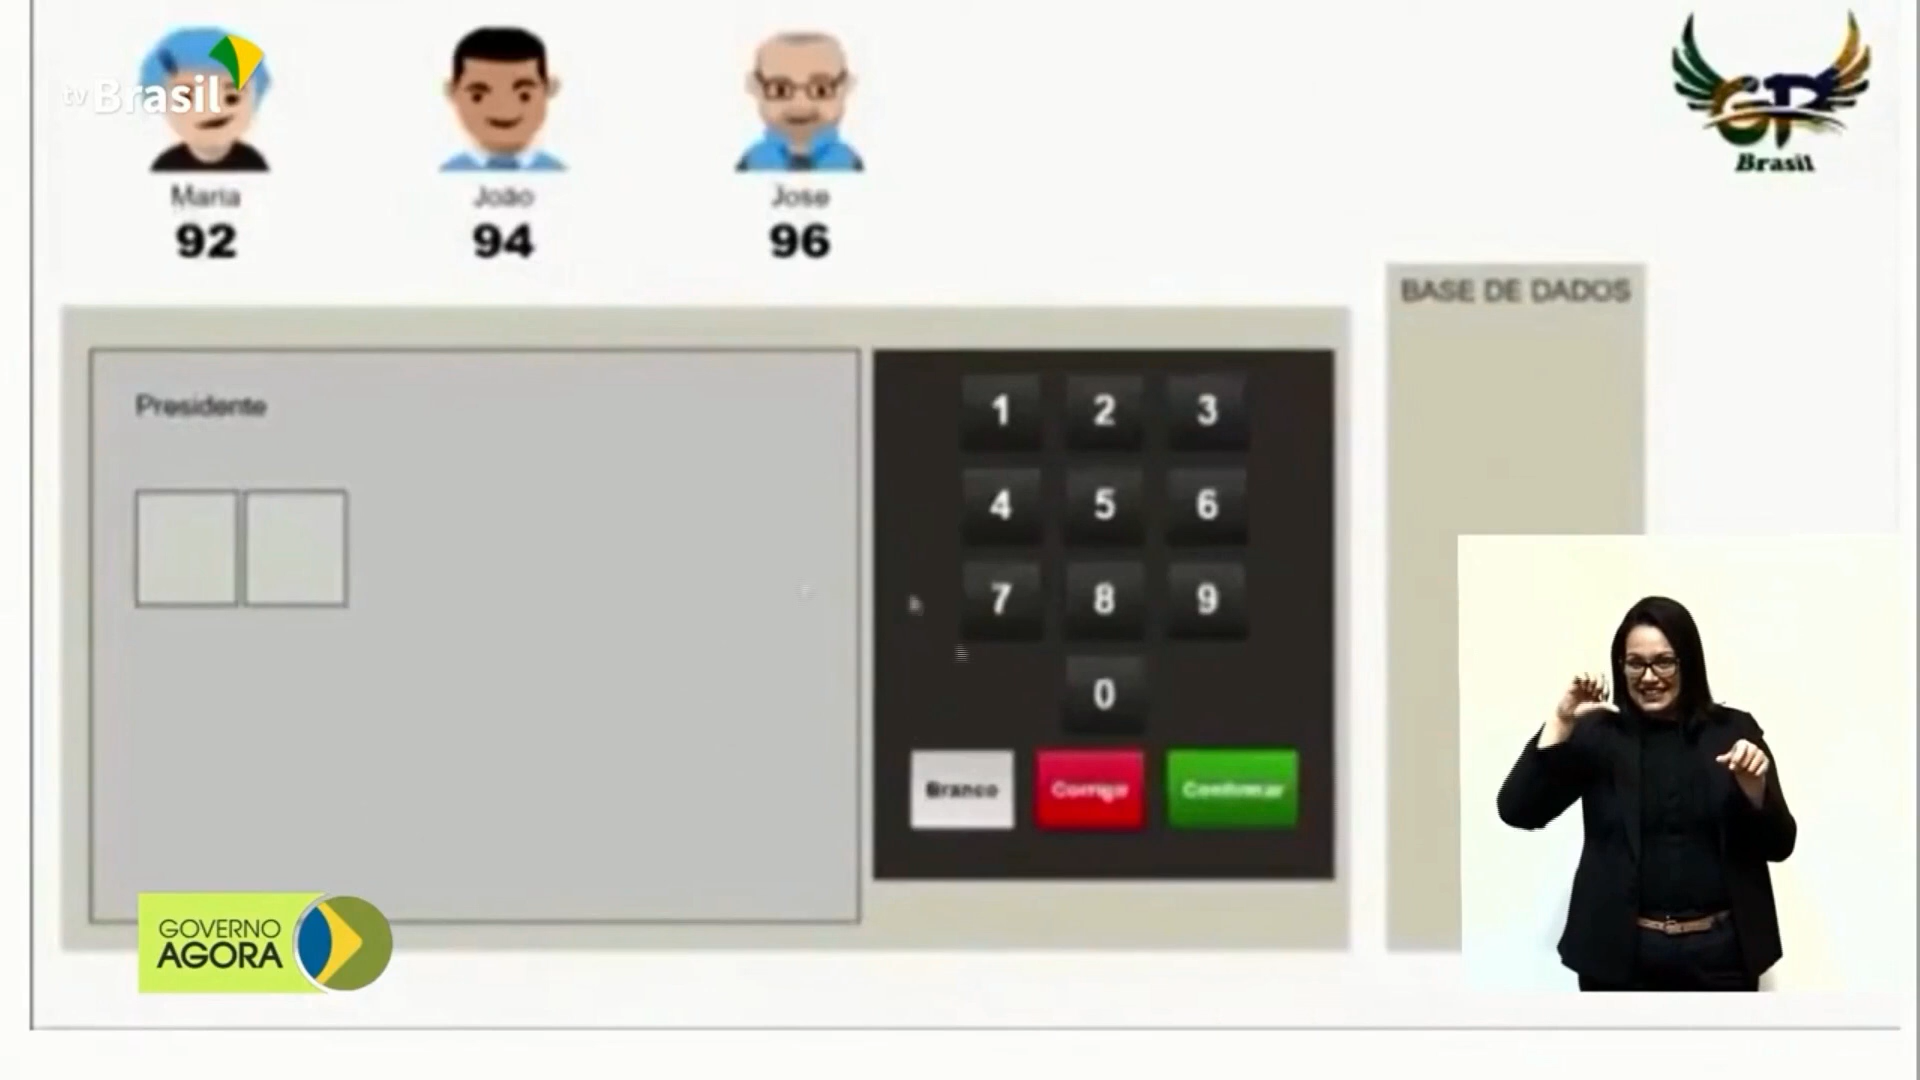 tv Brasil
Maria
92
João
94
Jose
96
GP
Brasil
BASE DE DADOS
Presidente
1 2 3
4 5 6
7 8 9
0
Branco Corrige Confirmar
GOVERNO
AGORA